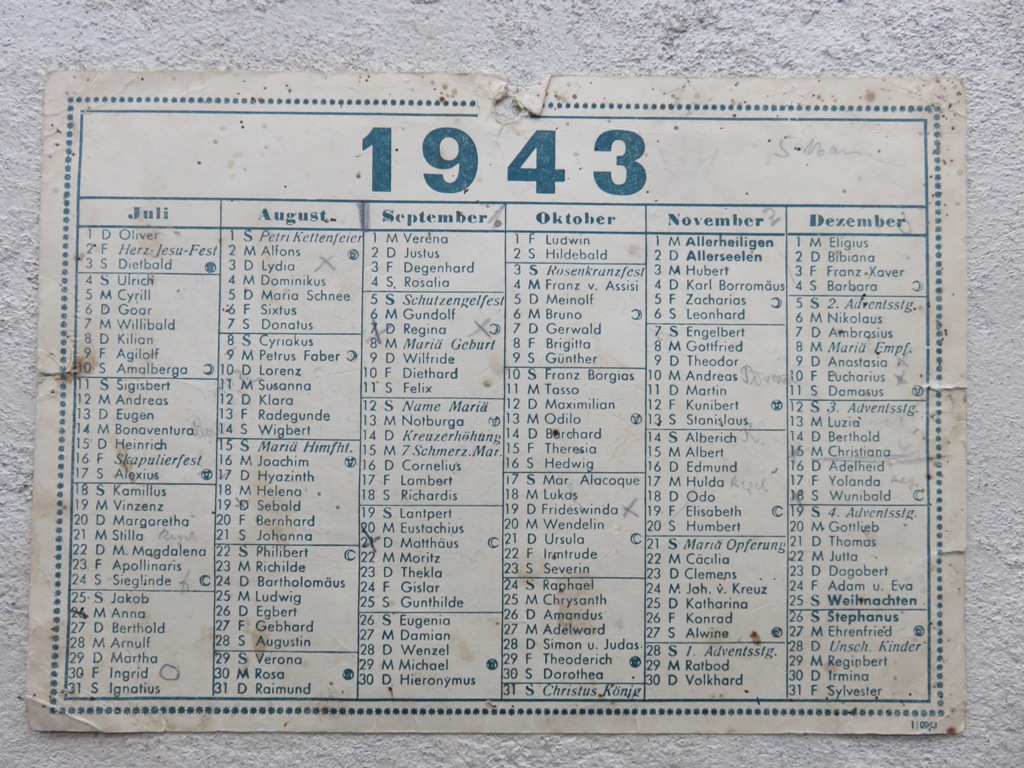 1943
Juli
1 D Oliver
2 F Herz-Jesu-Fest
3 S Dietbald
4 S Ulrich
5 M Cyrill
6 D Goar
7 M Willibald
8 D Kilian
9 F Agilolf
10 S Amalberga
11 S Sigisbert
12 M Andreas
13 D Eugen
14 M Bonaventura
15 D Heinrich
16 F Skapulierfest
17 S Alexius
18 S Kamillus
19 M Vinzenz
20 D Margaretha
21 M Stilla
22 D M. Magdalena
23 F Apollinaris
24 S Sieglinde
25 S Jakob
26 M Anna
27 D Berthold
28 M Arnulf
29 D Martha
30 F Ingrid
31 S Ignatius
August
1 S Petri Kettenfeier
2 M Alfons
3 D Lydia
4 M Dominikus
5 D Maria Schnee
6 F Sixtus
7 S Donatus
8 S Cyriakus
9 M Petrus Faber
10 D Lorenz
11 M Susanna
12 D Klara
13 F Radegunde
14 S Wigbert
15 S Mariä Himfht.
16 M Joachim
17 D Hyazinth
18 M Helena
19 D Sebald
20 F Bernhard
21 S Johanna
22 S Philibert
23 M Richilde
24 D Bartholomäus
25 M Ludwig
26 D Egbert
27 F Gebhard
28 S Augustin
29 S Verona
30 M Rosa
31 D Raimund
September
1 M Verena
2 D Justus
3 F Degenhard
4 S Rosalia
5 S Schutzengelfest
6 M Gundolf
7 D Regina
8 M Mariä Geburt
9 D Wilfride
10 F Diethard
11 S Felix
12 S Name Mariä
13 M Notburga
14 D Kreuzerhöhung
15 M 7 Schmerz. Mar.
16 D Cornelius
17 F Lambert
18 S Richardis
19 S Lantpert
20 M Eustachius
21 D Matthäus
22 M Moritz
23 D Thekla
24 F Gislar
25 S Gunthilde
26 S Eugenia
27 M Damian
28 D Wenzel
29 M Michael
30 D Hieronymus
Oktober
1 F Ludwin
2 S Hildebald
3 S Rosenkranzfest
4 M Franz v. Assisi
5 D Meinolf
6 M Bruno
7 D Gerwald
8 F Brigitta
9 S Günther
10 S Franz Borgias
11 M Tasso
12 D Maximilian
13 M Odilo
14 D Burchard
15 F Theresia
16 S Hedwig
17 S Mar. Alacoque
18 M Lukas
19 D Frideswinda
20 M Wendelin
21 D Ursula
22 F Irmtrude
23 S Severin
24 S Raphael
25 M Chrysanth
26 D Amandus
27 M Adelward
28 D Simon u. Judas
29 F Theoderich
30 S Dorothea
31 S Christus König
November
1 M Allerheiligen
2 D Allerseelen
3 M Hubert
4 D Karl Borromäus
5 F Zacharias
6 S Leonhard
7 S Engelbert
8 M Gottfried
9 D Theodor
10 M Andreas
11 D Martin
12 F Kunibert
13 S Stanislaus
14 S Alberich
15 M Albert
16 D Edmund
17 M Hulda
18 D Odo
19 F Elisabeth
20 S Humbert
21 S Mariä Opferung
22 M Cäcilia
23 D Clemens
24 M Joh. v. Kreuz
25 D Katharina
26 F Konrad
27 S Alwine
28 S 1. Adventsstg.
29 M Ratbod
30 D Volkhard
Dezember
1 M Eligius
2 D Bibiana
3 F Franz Xaver
4 S Barbara
5 S 2. Adventsstg.
6 M Nikolaus
7 D Ambrosius
8 M Mariä Empf.
9 D Anastasia
10 F Eucharius
11 S Damasus
12 S 3. Adventsstg.
13 M Luzia
14 D Berthold
15 M Christiana
16 D Adelheid
17 F Yolanda
18 S Wunibald
19 S 4. Adventsstg.
20 M Gottlieb
21 D Thomas
22 M Jutta
23 D Dagobert
24 F Adam u. Eva
25 S Weihnachten
26 S Stephanus
27 M Ehrenfried
28 D Unsch. Kinder
29 M Reginbert
30 D Irmina
31 F Sylvester